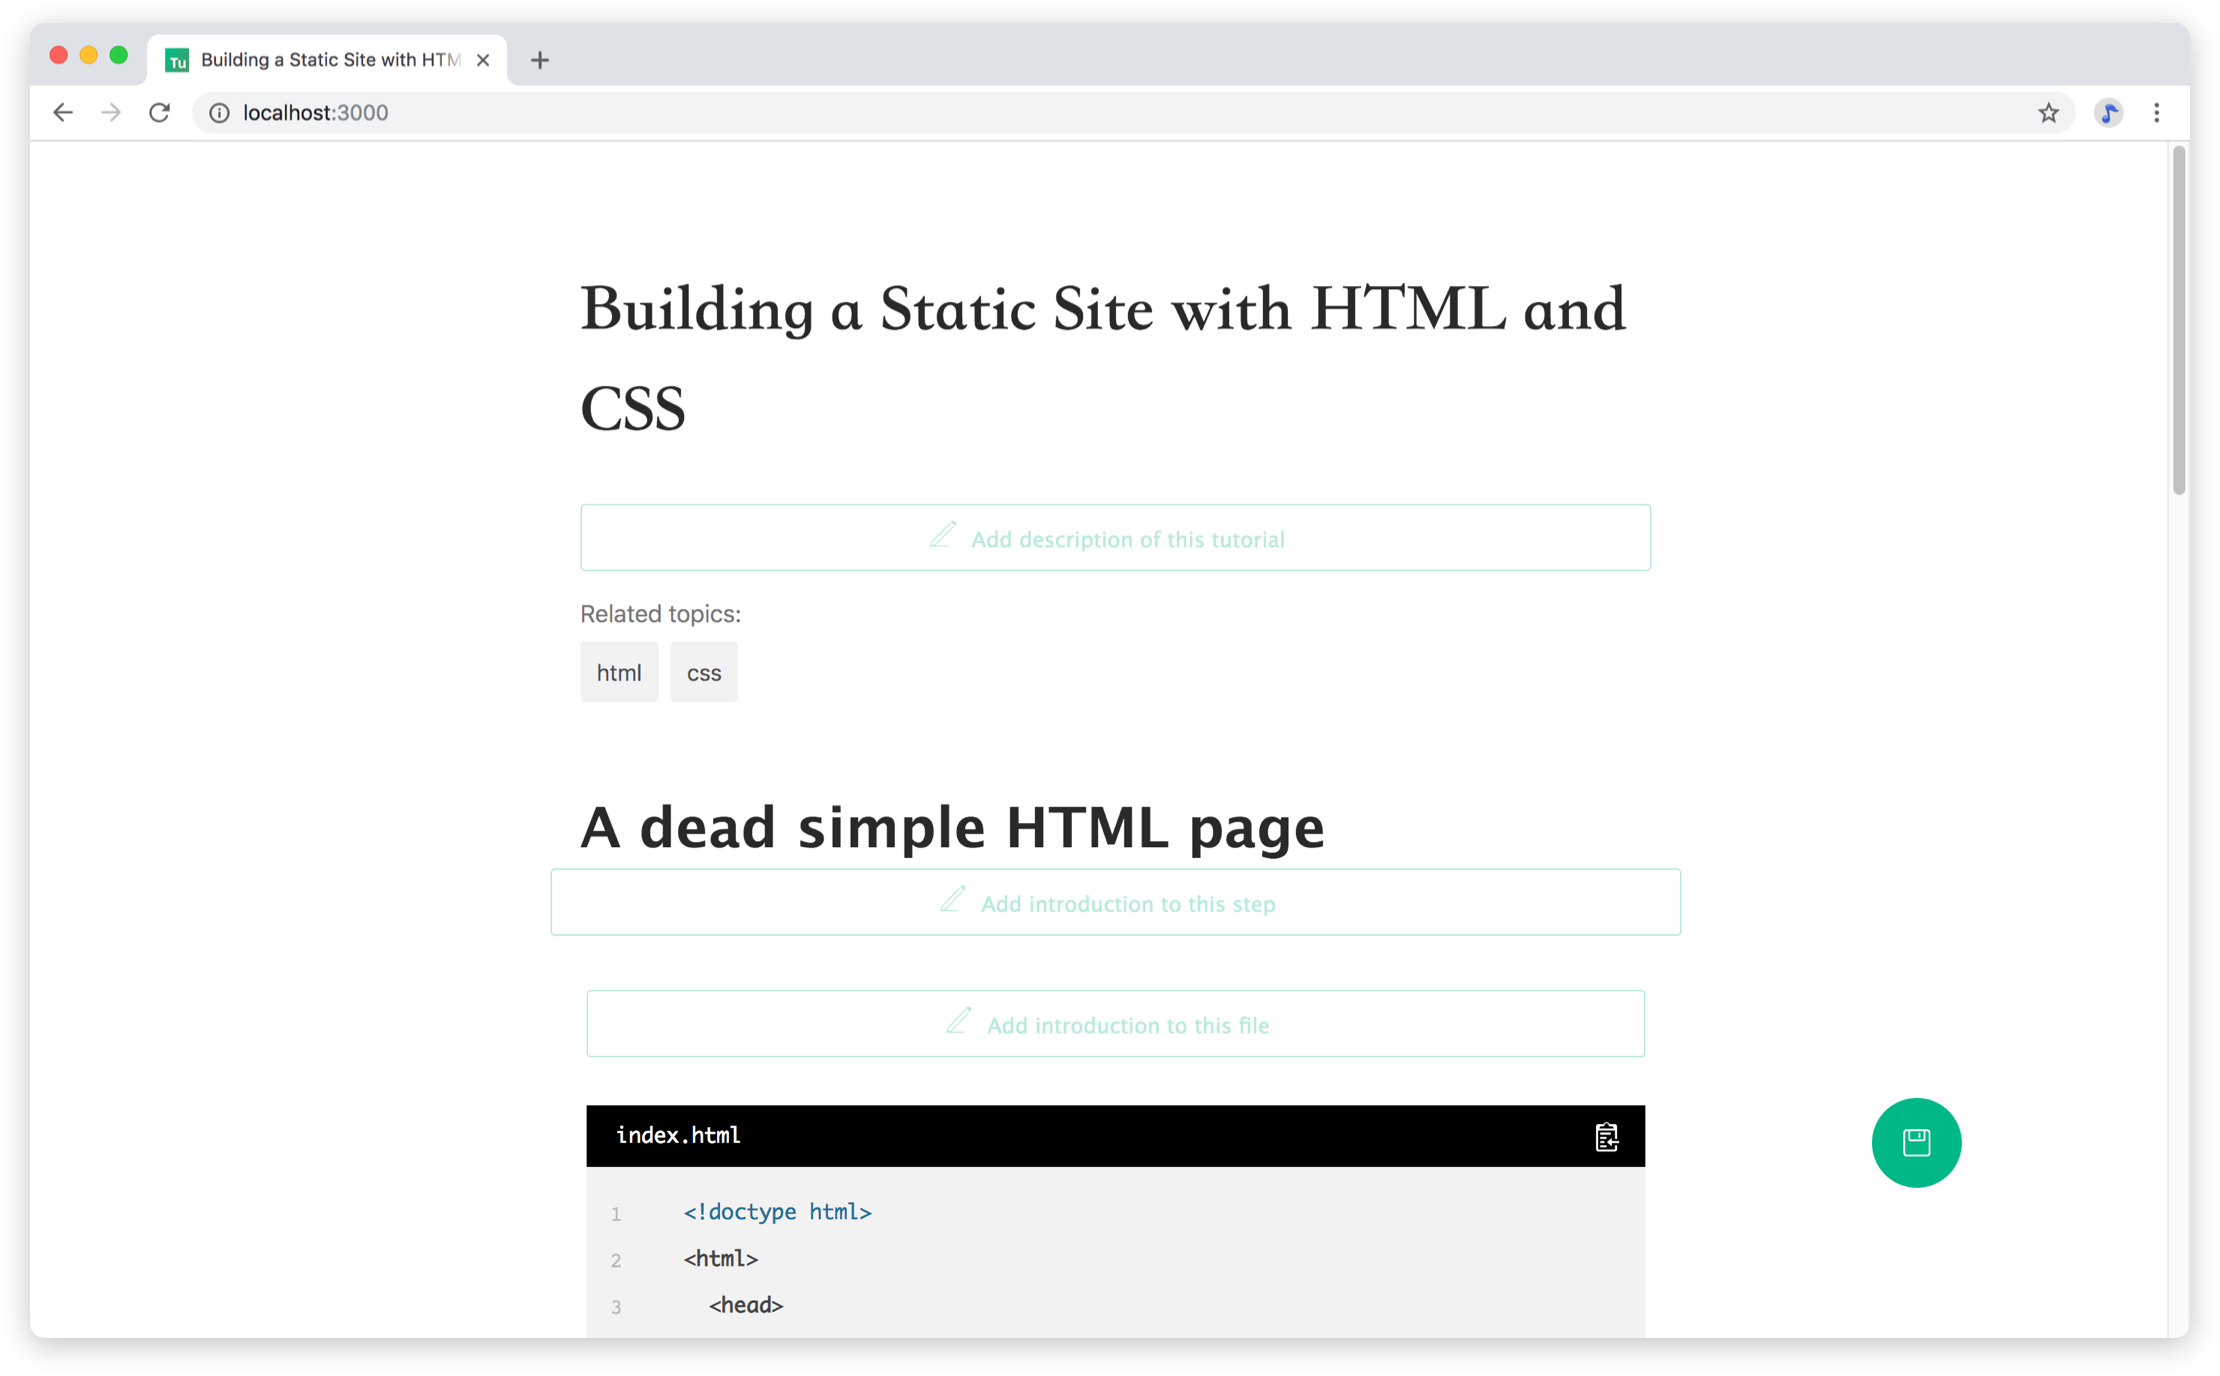 Tu Building a Static Site with HTM
localhost:3000
Building a Static Site with HTML and
CSS
Add description of this tutorial
Related topics:
html css
A dead simple HTML page
Add introduction to this step
Add introduction to this file
index.html
1 <!doctype html>
2 <html>
3 <head>